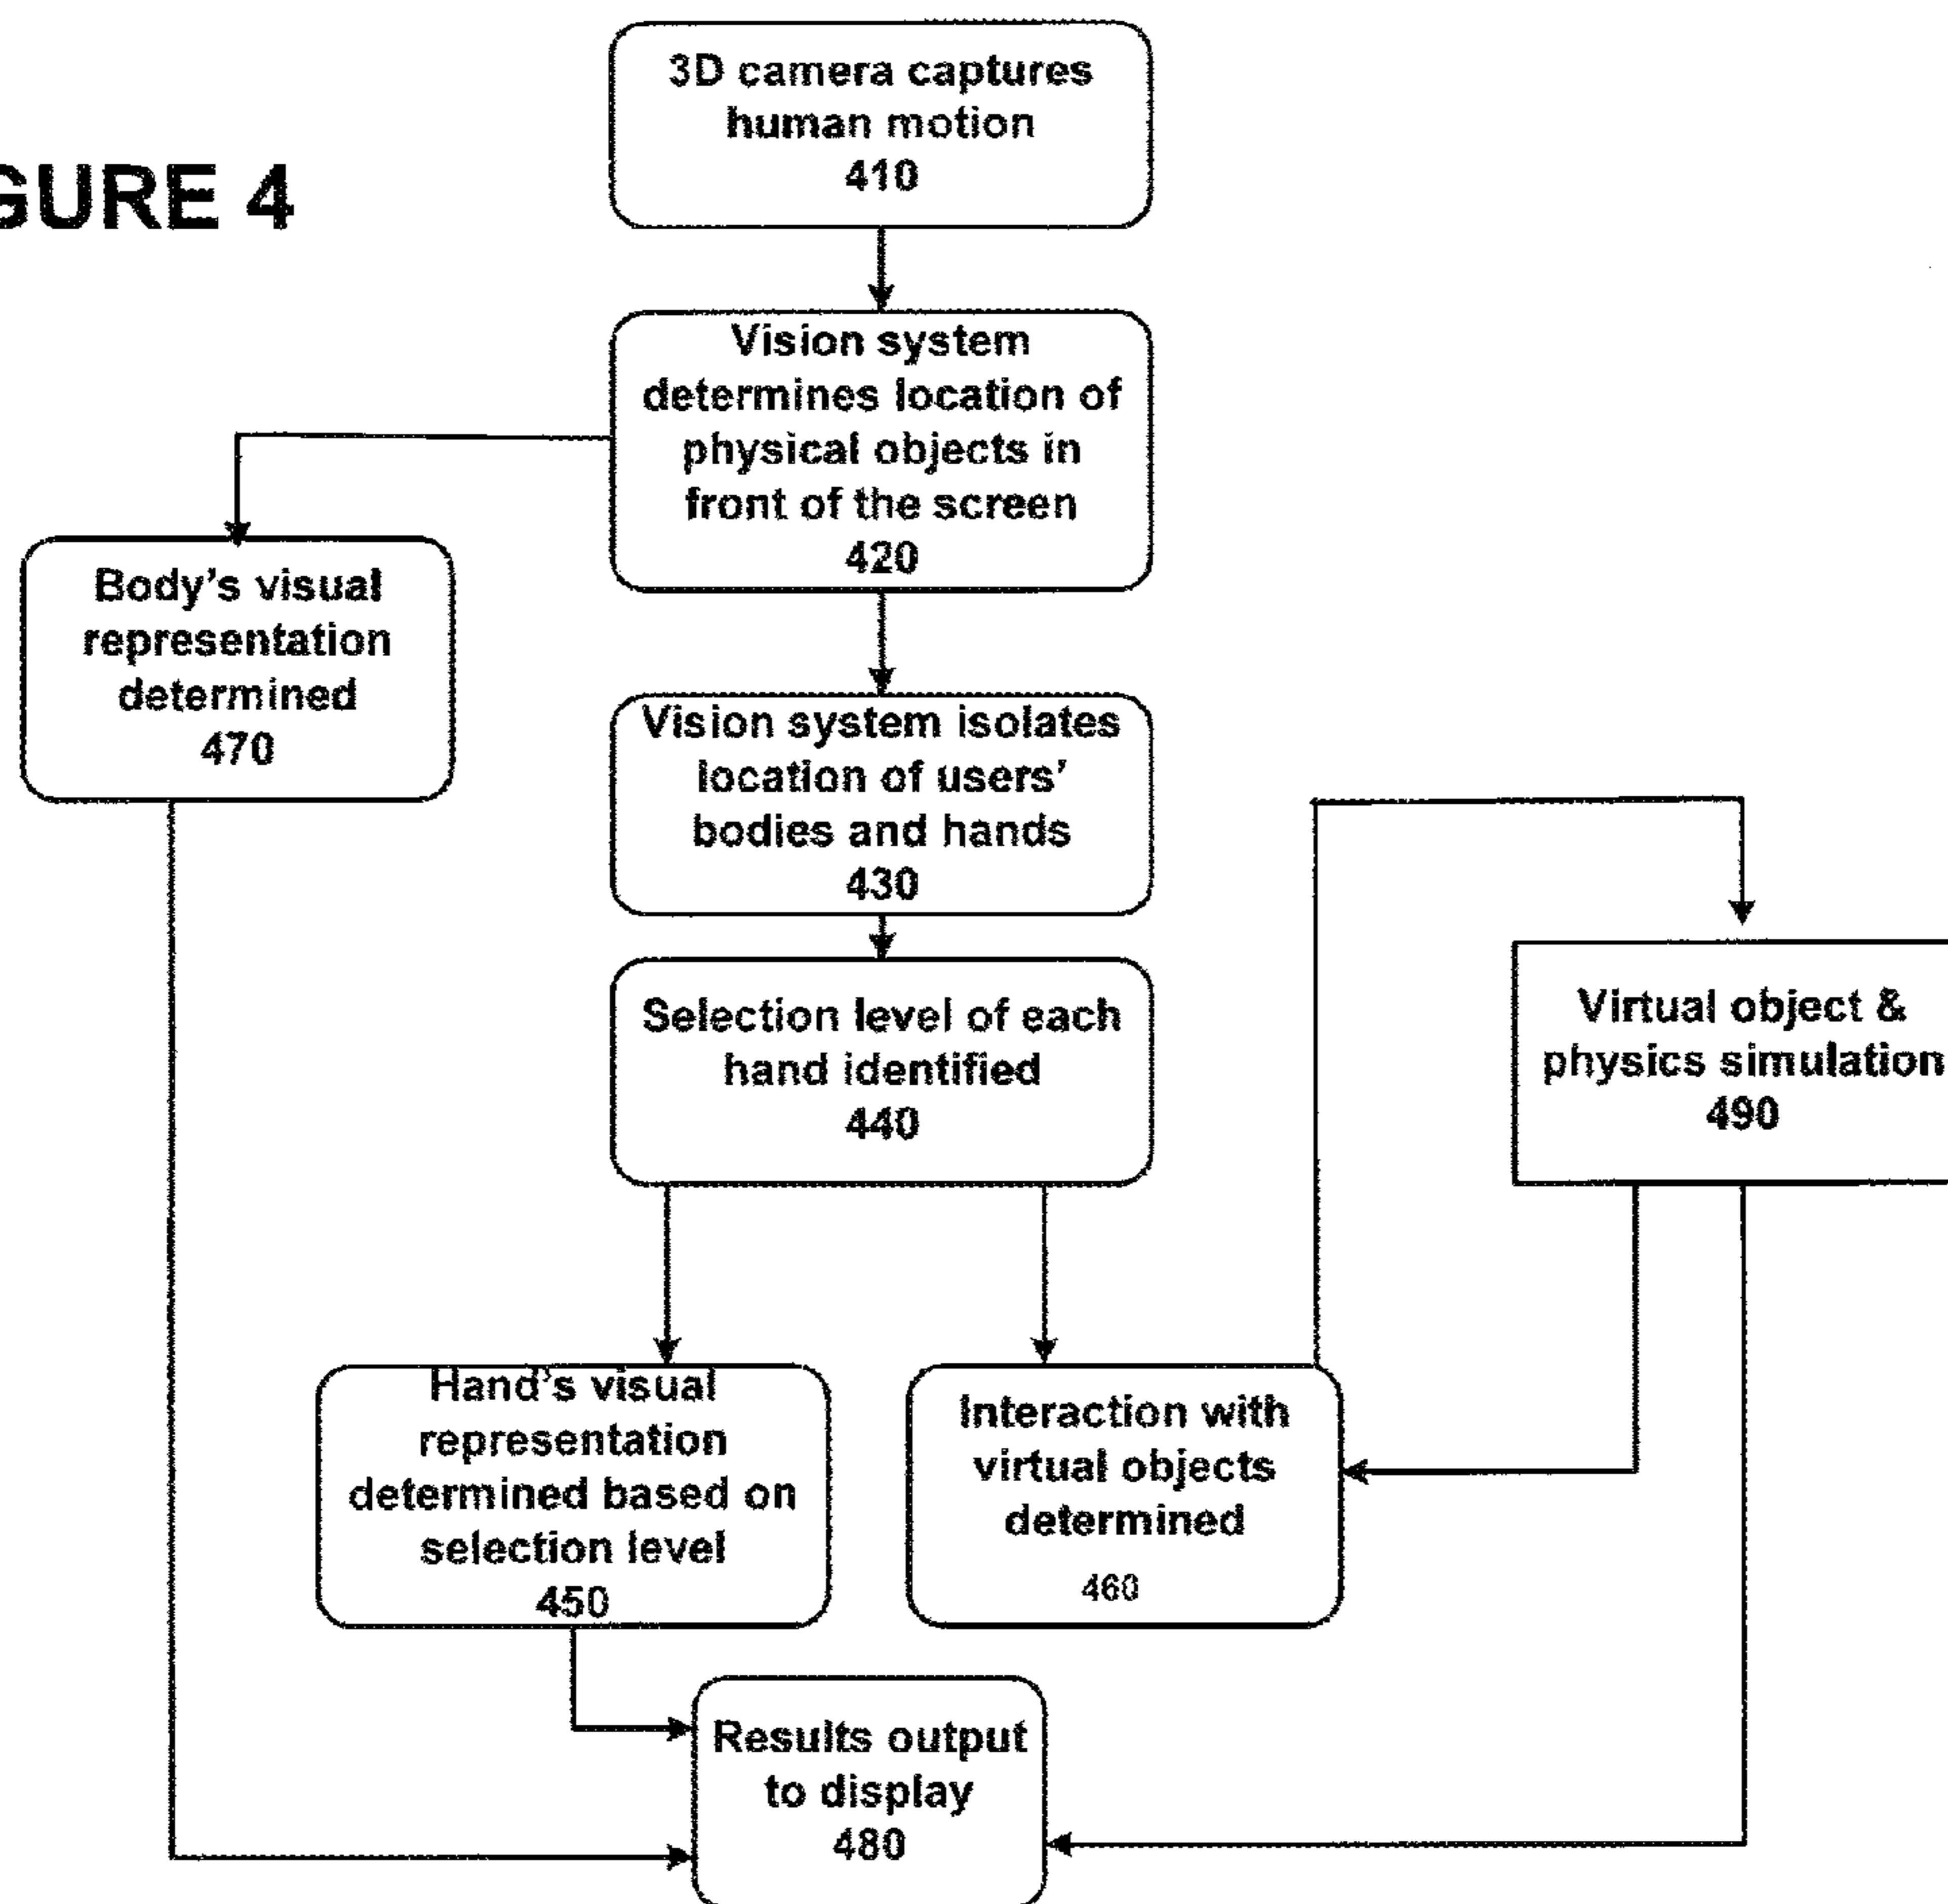 3D camera captures
human motion
410
GURE 4
Vision system
determines location of
physical objects in
front of the screen
420
Body's visual
representation
determined
470
Vision system isolates
location of users'
bodies and hands
430
Selection level of each
hand identified
440
Virtual object &
physics simulation
490
Hand's visual
representation
determined based on
selection level
450
Interaction with
virtual objects
determined
460
Results output
to display
480